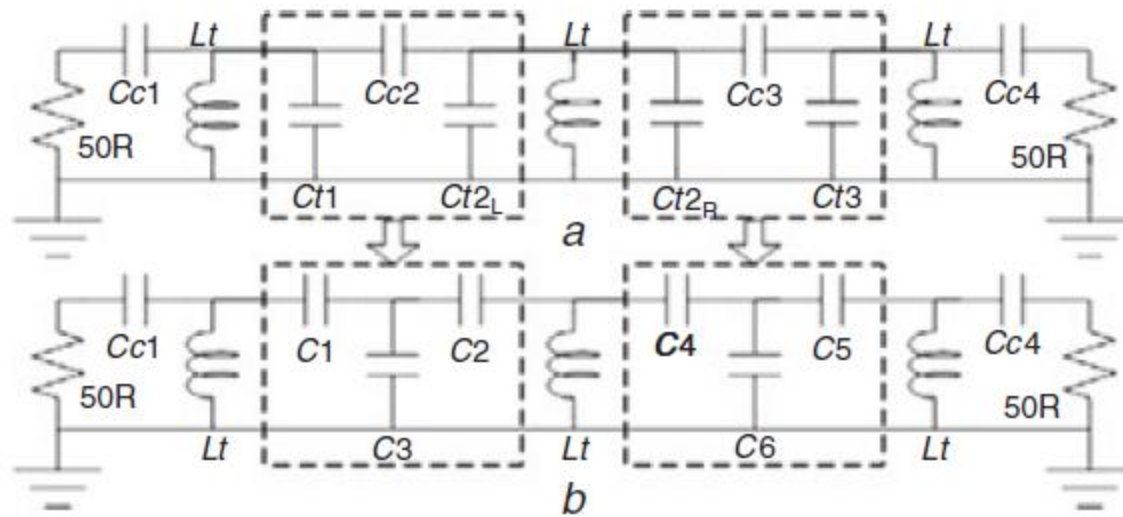 Lt Lt Lt
Cc1 Cc2 Cc3 Cc4
50R 50R
Ct1 Ct2L Ct2R Ct3
a
Cc1 C1 C2 C4 C5 Cc4
50R 50R
Lt C3 Lt C6 Lt
b